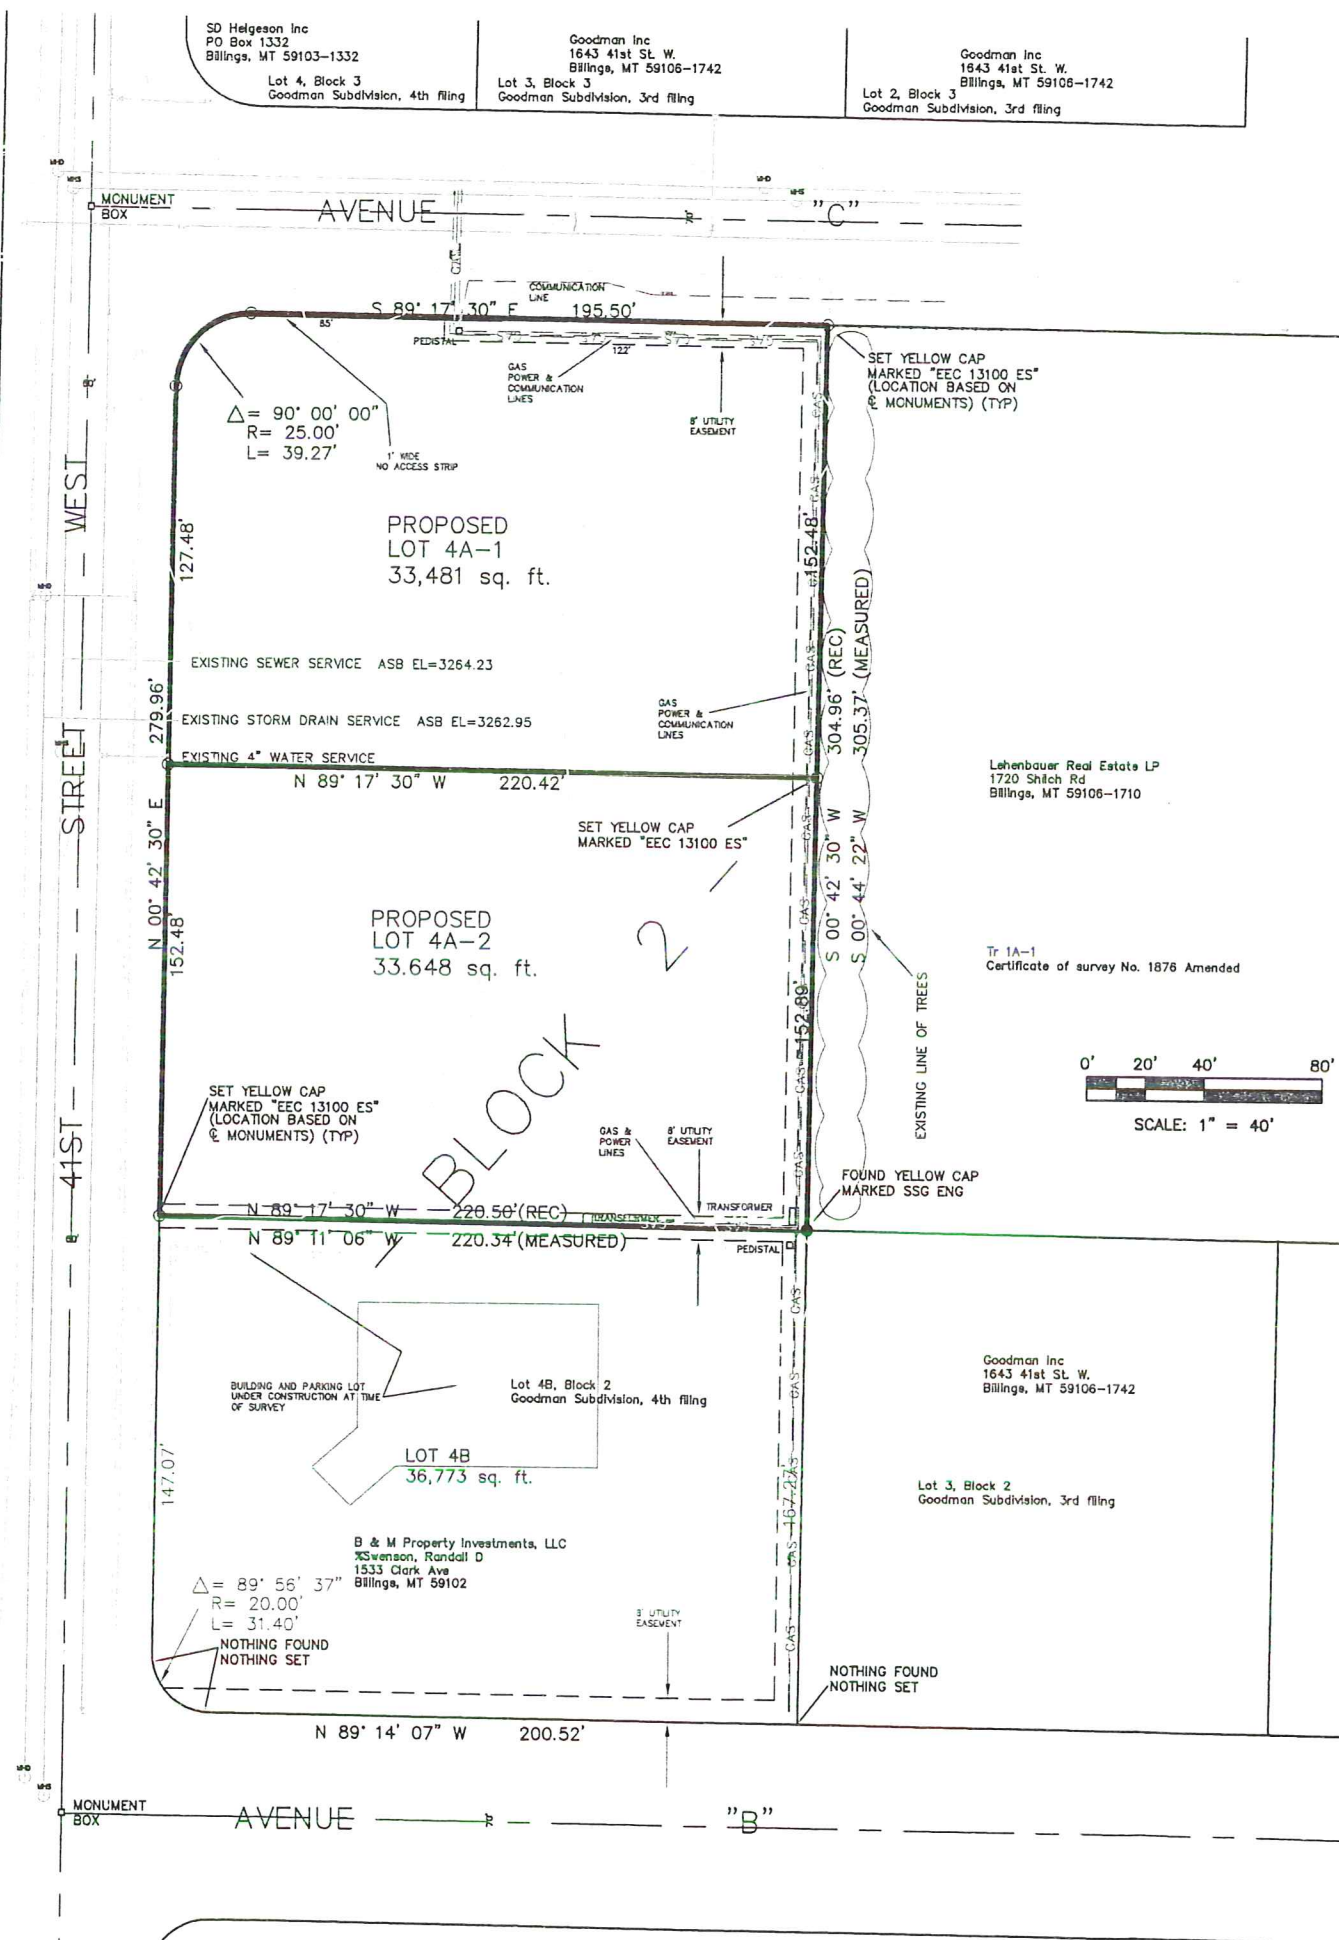 SD Helgeson Inc
PO Box 1332
Billings, MT 59103-1332
Lot 4, Block 3
Goodman Subdivision, 4th filing
Goodman Inc
1643 41st St. W.
Billings, MT 59106-1742
Lot 3, Block 3
Goodman Subdivision, 3rd filing
Goodman Inc
1643 41st St. W.
Billings, MT 59106-1742
Lot 2, Block 3
Goodman Subdivision, 3rd filing
MHD
MHS
MHD
MHS
MONUMENT
BOX
AVENUE "C"
GAS
COMMUNICATION
LINE
S 89° 17' 30" E 195.50'
85'
PEDISTAL
122'
GAS
POWER &
COMMUNICATION
LINES
8' UTILITY
EASEMENT
SET YELLOW CAP
MARKED "EEC 13100 ES"
(LOCATION BASED ON
℄ MONUMENTS) (TYP)
Δ= 90° 00' 00"
R= 25.00'
L= 39.27'
1' WIDE
NO ACCESS STRIP
PROPOSED
LOT 4A-1
33,481 sq. ft.
127.48'
152.48'
MHD
EXISTING SEWER SERVICE ASB EL=3264.23
EXISTING STORM DRAIN SERVICE ASB EL=3262.95
EXISTING 4" WATER SERVICE
N 89° 17' 30" W 220.42'
GAS
POWER &
COMMUNICATION
LINES
SET YELLOW CAP
MARKED "EEC 13100 ES"
N 00° 42' 30" E 279.96'
S 00° 42' 30" W 304.96' (REC)
S 00° 44' 22" W 305.37' (MEASURED)
41ST STREET WEST
Lehenbauer Real Estate LP
1720 Shiloh Rd
Billings, MT 59106-1710
PROPOSED
LOT 4A-2
33.648 sq. ft.
152.48'
152.89'
BLOCK 2
Tr 1A-1
Certificate of survey No. 1876 Amended
EXISTING LINE OF TREES
0' 20' 40' 80'
SCALE: 1" = 40'
SET YELLOW CAP
MARKED "EEC 13100 ES"
(LOCATION BASED ON
℄ MONUMENTS) (TYP)
GAS &
POWER
LINES
8' UTILITY
EASEMENT
FOUND YELLOW CAP
MARKED SSG ENG
TRANSFORMER
N 89° 17' 30" W 220.50'(REC)
TRANSFORMER
N 89° 11' 06" W 220.34'(MEASURED)
PEDISTAL
GAS
GAS
BUILDING AND PARKING LOT
UNDER CONSTRUCTION AT TIME
OF SURVEY
Lot 4B, Block 2
Goodman Subdivision, 4th filing
Goodman Inc
1643 41st St. W.
Billings, MT 59106-1742
LOT 4B
36,773 sq. ft.
147.07'
167.27'
GAS
GAS
Lot 3, Block 2
Goodman Subdivision, 3rd filing
B & M Property Investments, LLC
%Swenson, Randall D
1533 Clark Ave
Billings, MT 59102
Δ= 89° 56' 37"
R= 20.00'
L= 31.40'
NOTHING FOUND
NOTHING SET
8' UTILITY
EASEMENT
GAS
NOTHING FOUND
NOTHING SET
N 89° 14' 07" W 200.52'
MHD
MHS
MONUMENT
BOX
AVENUE "B"